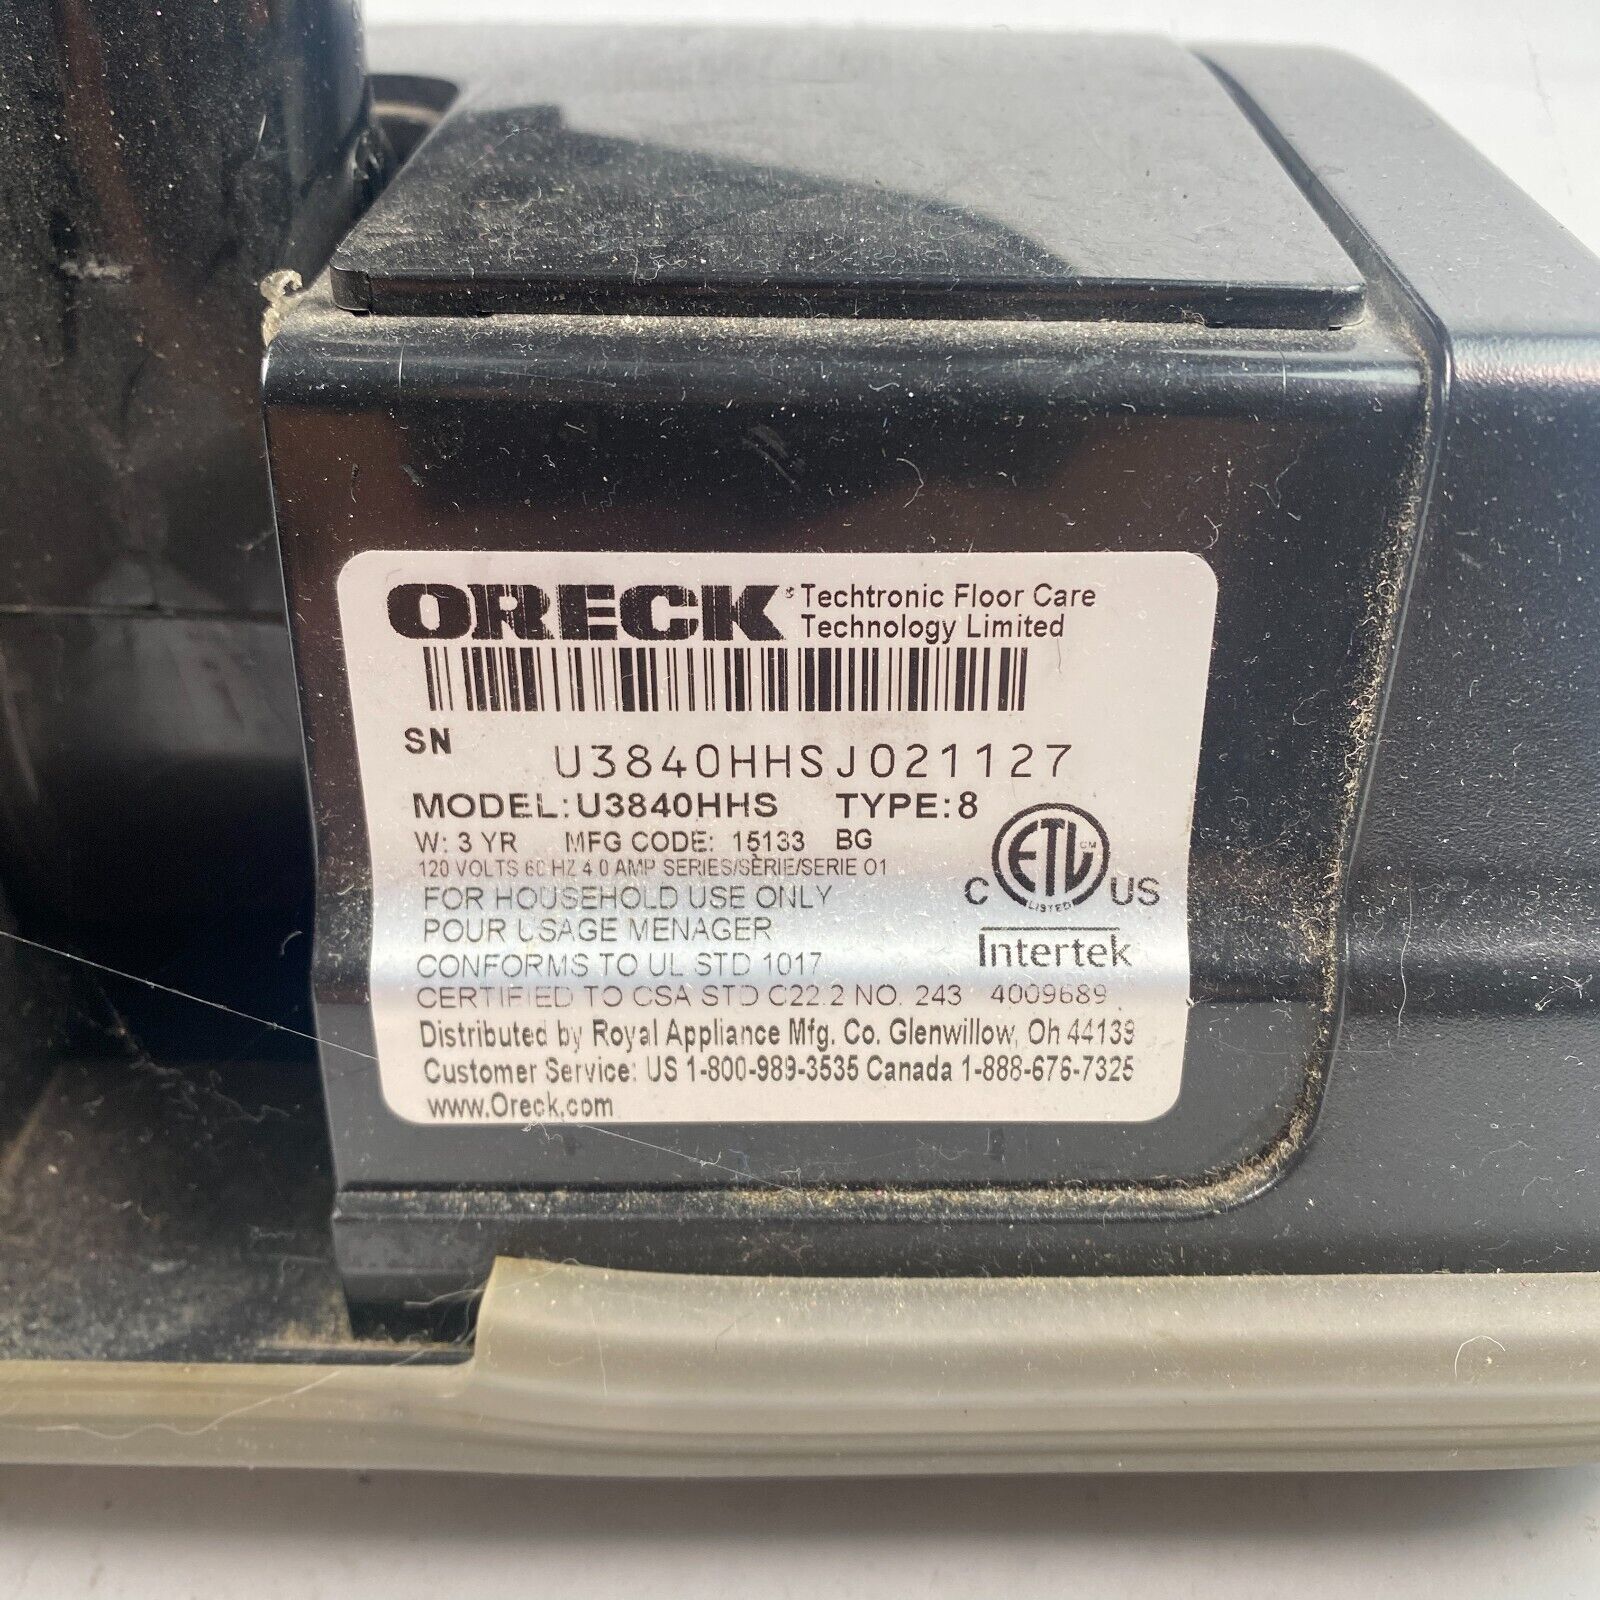 ORECK Techtronic Floor Care
Technology Limited
SN
U3840HHSJ021127
MODEL:U3840HHS TYPE:8
W: 3 YR MFG CODE: 15133 BG
120 VOLTS 60 HZ 4.0 AMP SERIES/SÈRIE/SERIE 01
FOR HOUSEHOLD USE ONLY
POUR USAGE MENAGER
CONFORMS TO UL STD 1017
CERTIFIED TO CSA STD C22.2 NO. 243 4009689
C ETL CM US
LISTED
Intertek
Distributed by Royal Appliance Mfg. Co. Glenwillow, Oh 44139
Customer Service: US 1-800-989-3535 Canada 1-888-676-7325
www.Oreck.com